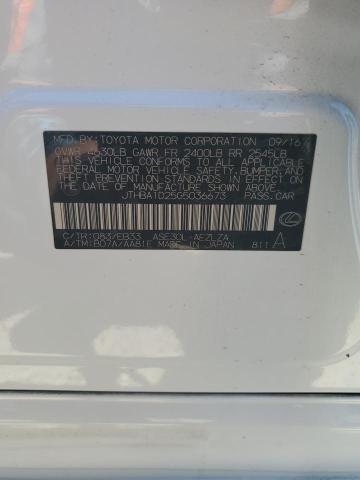 MFD.BY:TOYOTA MOTOR CORPORATION 09/16
GVWR 4630LB GAWR FR 2400LB RR 2545LB
THIS VEHICLE CONFORMS TO ALL APPLICABLE
FEDERAL MOTOR VEHICLE SAFETY, BUMPER, AND
THEFT PREVENTION STANDARDS IN EFFECT ON
THE DATE OF MANUFACTURE SHOWN ABOVE.
JTHBA1D25G5036673 PASS.CAR
C/TR:083/EB33 ASE30L-AEZLZA
A/TM:B07A/AA81E MADE IN JAPAN 811 A